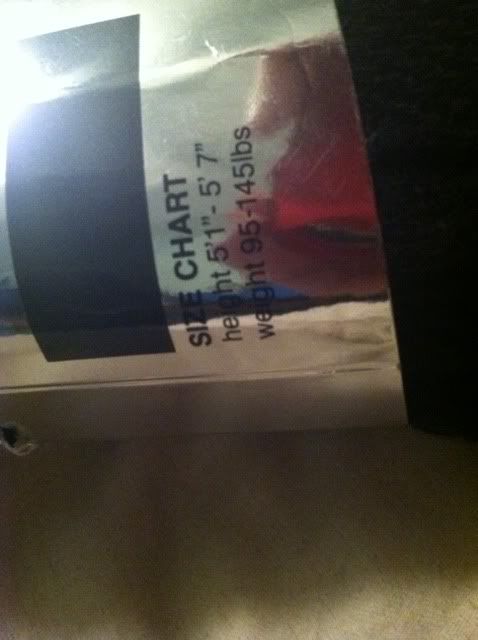 SIZE CHART
height 5'1"- 5' 7"
weight 95-145lbs